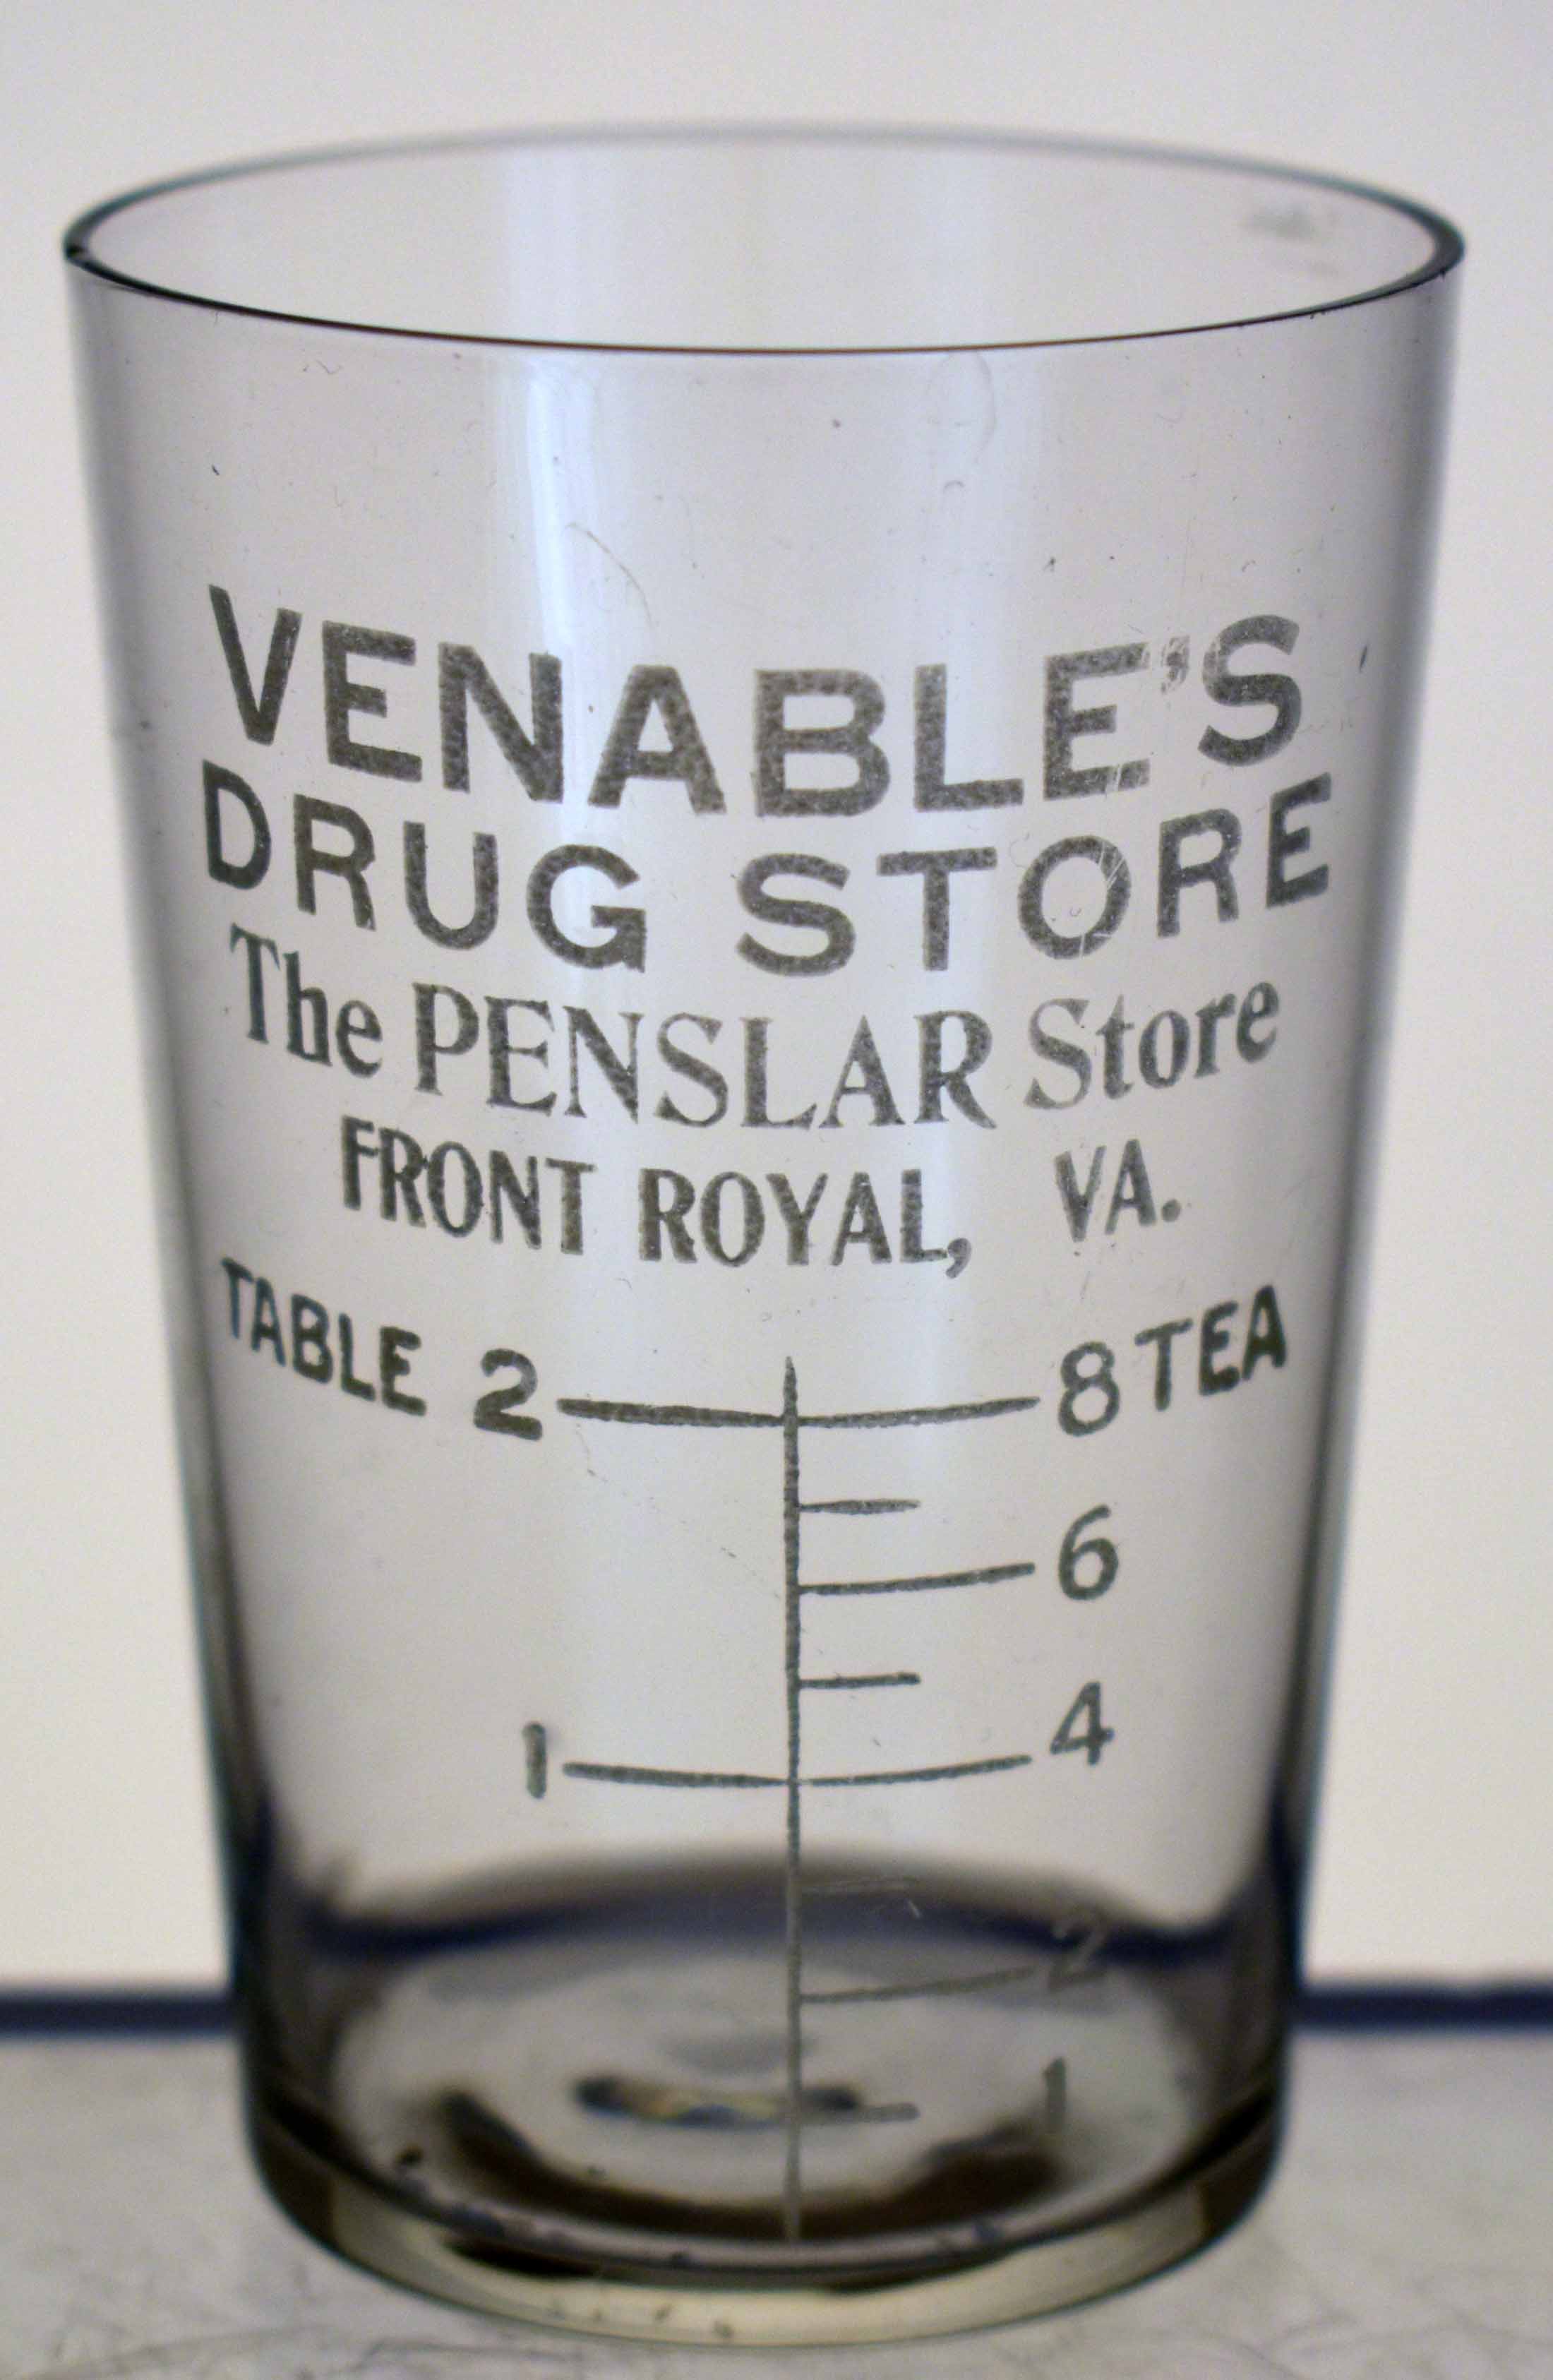 VENABLE'S
DRUG STORE
The PENSLAR Store
FRONT ROYAL, VA.
TABLE 2 8 TEA
6
1 4
2
1